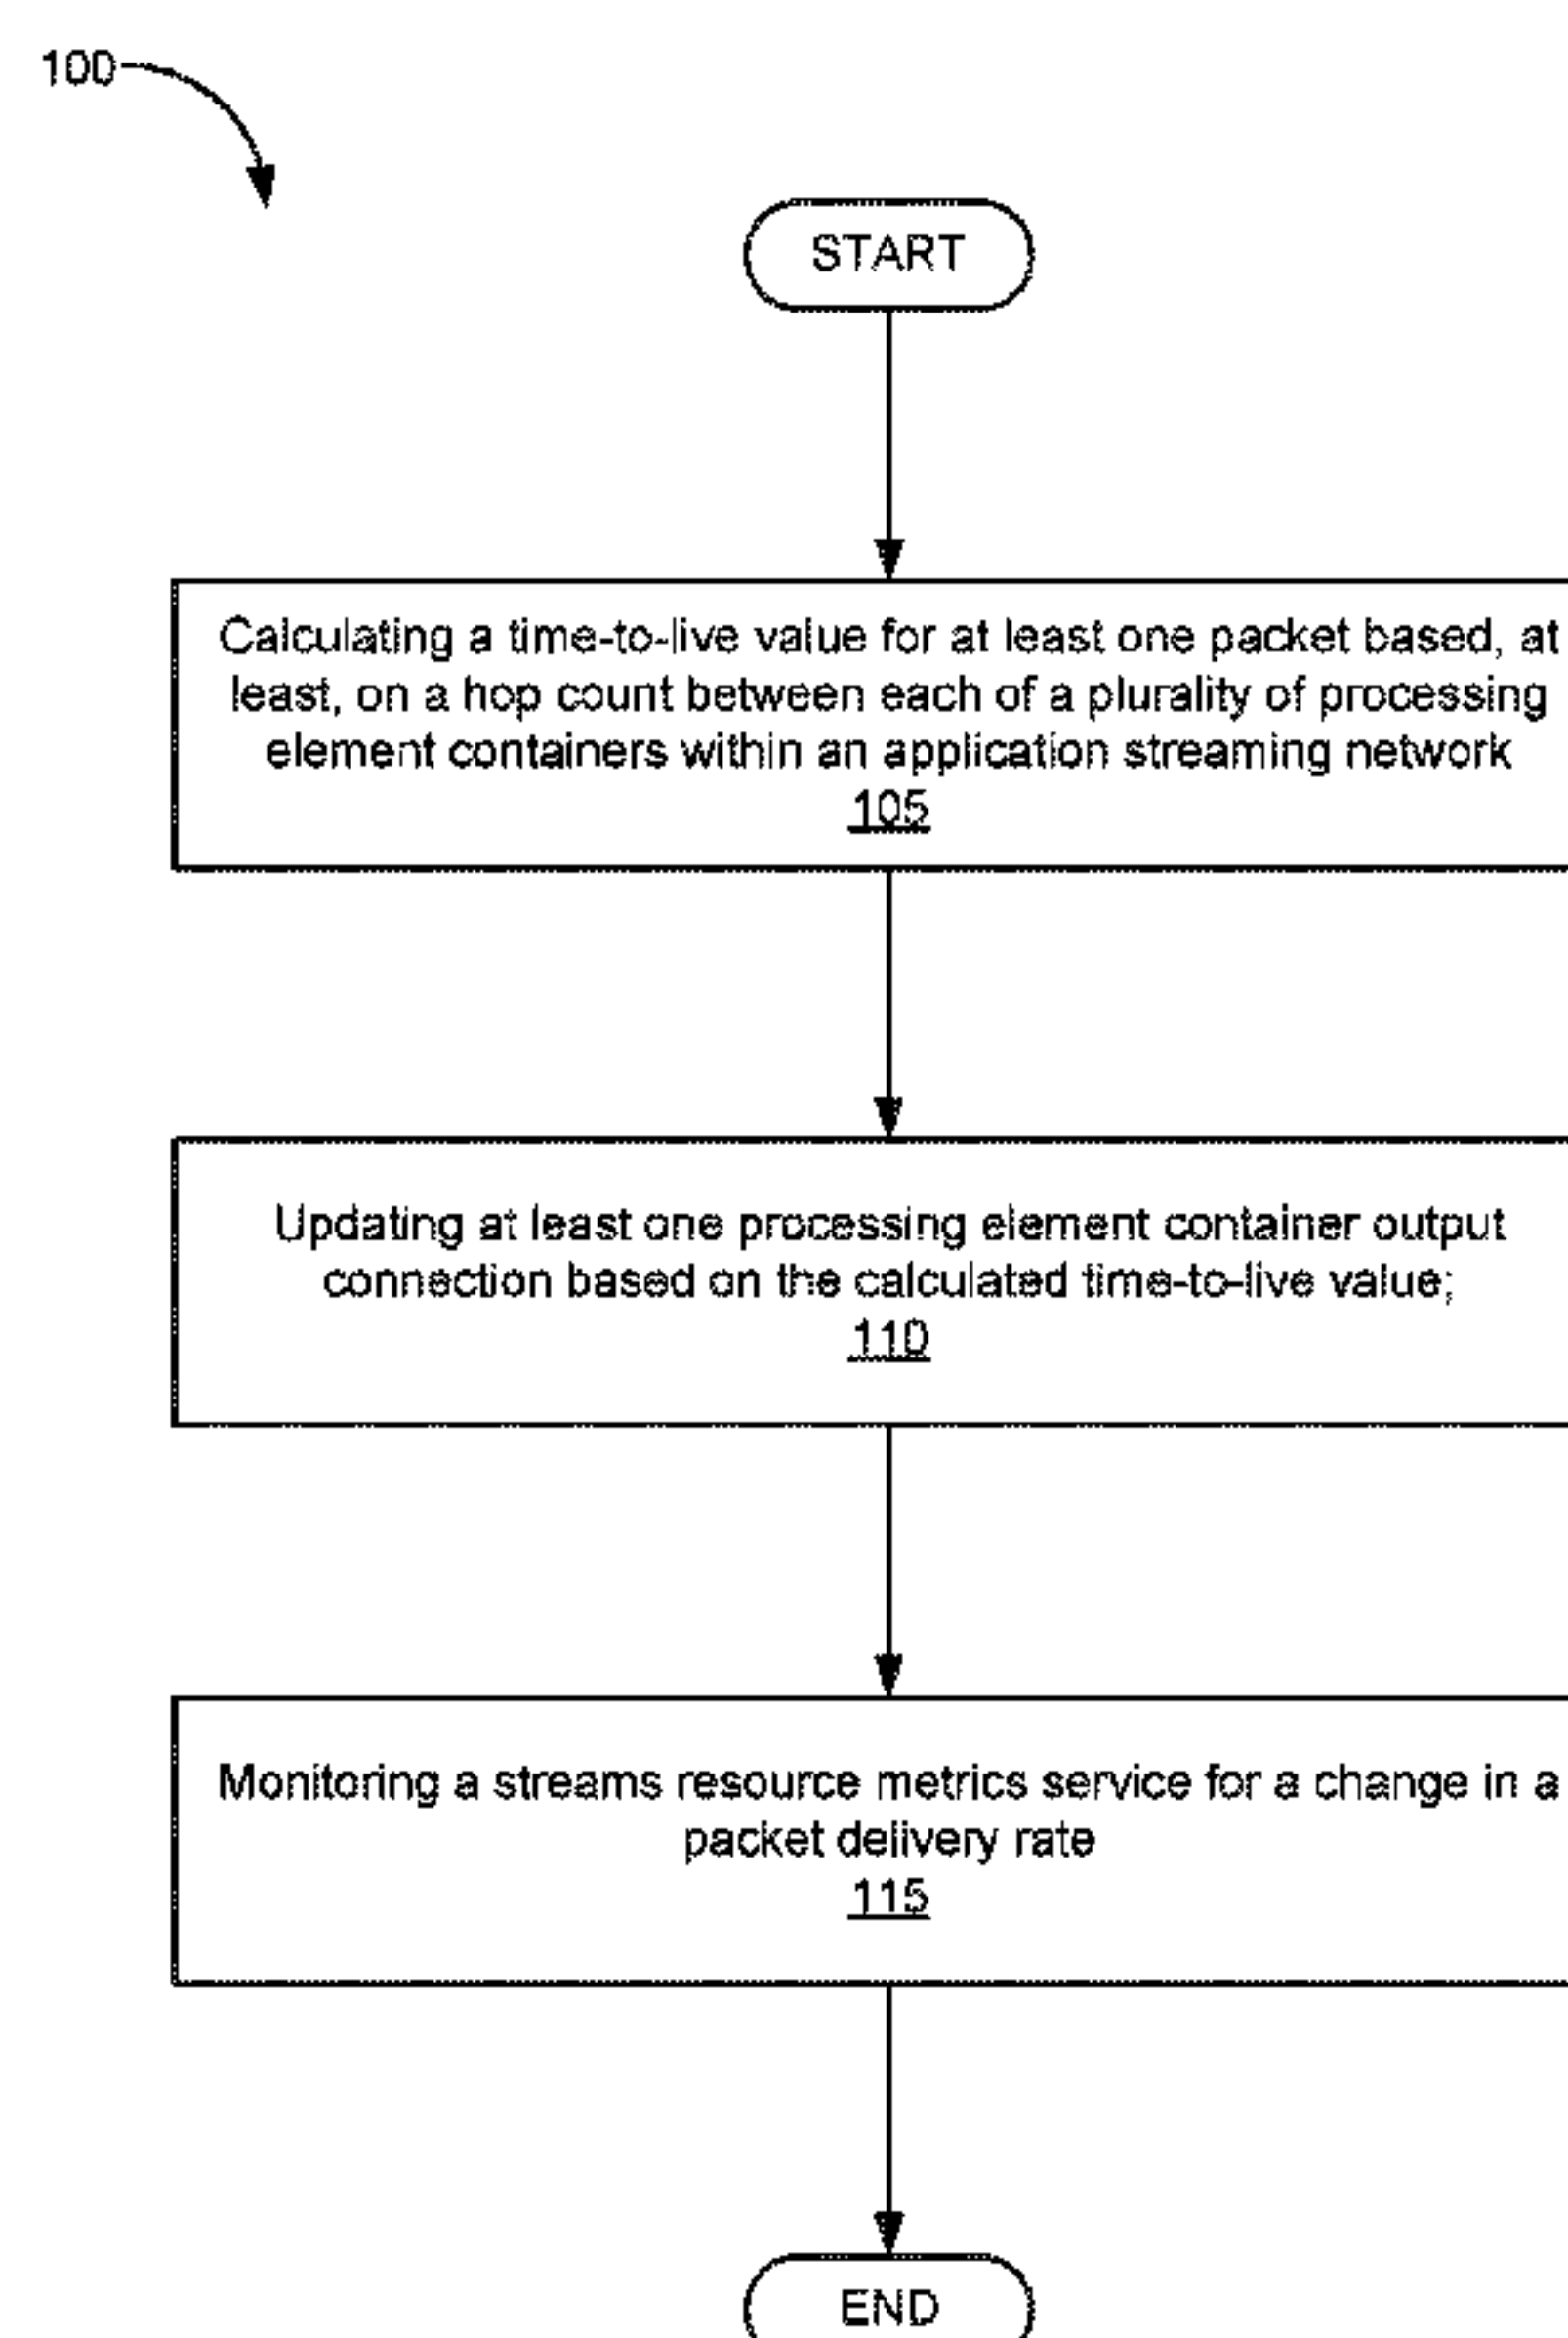 100
START
Calculating a time-to-live value for at least one packet based, at
least, on a hop count between each of a plurality of processing
element containers within an application streaming network
105
Updating at least one processing element container output
connection based on the calculated time-to-live value;
110
Monitoring a streams resource metrics service for a change in a
packet delivery rate
115
END